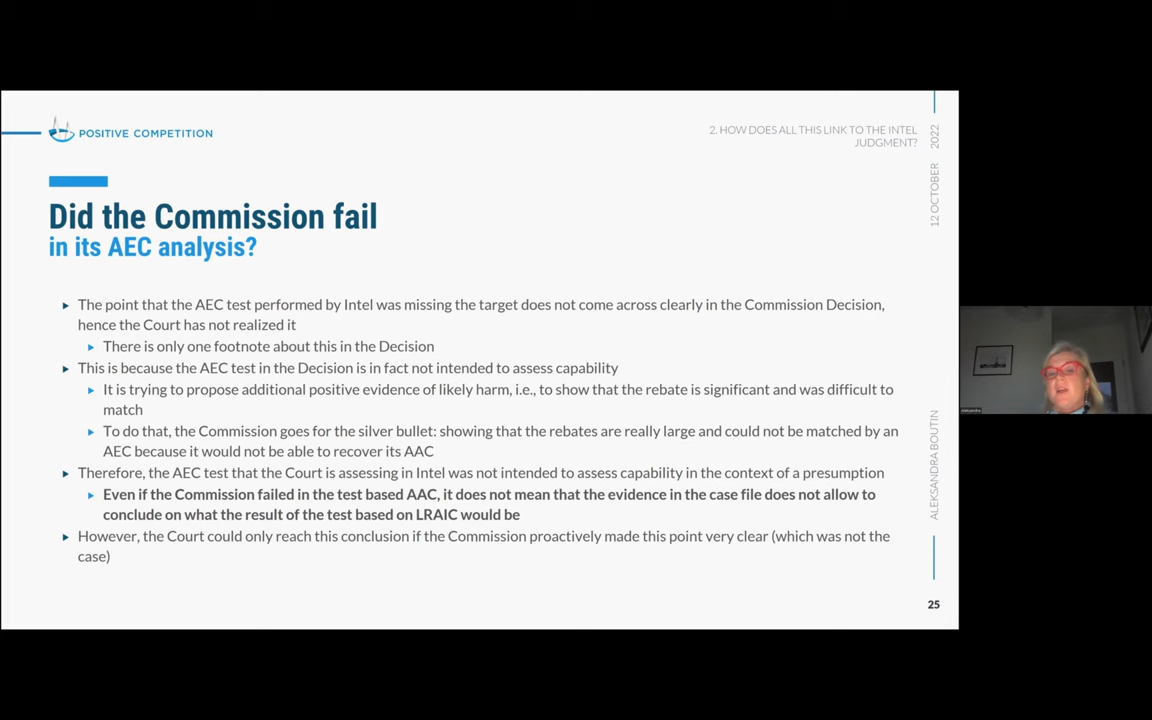 POSITIVE COMPETITION
2. HOW DOES ALL THIS LINK TO THE INTEL
JUDGMENT?
12 OCTOBER 2022
Did the Commission fail
in its AEC analysis?
The point that the AEC test performed by Intel was missing the target does not come across clearly in the Commission Decision,
hence the Court has not realized it
There is only one footnote about this in the Decision
This is because the AEC test in the Decision is in fact not intended to assess capability
It is trying to propose additional positive evidence of likely harm, i.e., to show that the rebate is significant and was difficult to
match
To do that, the Commission goes for the silver bullet: showing that the rebates are really large and could not be matched by an
AEC because it would not be able to recover its AAC
Therefore, the AEC test that the Court is assessing in Intel was not intended to assess capability in the context of a presumption
Even if the Commission failed in the test based AAC, it does not mean that the evidence in the case file does not allow to
conclude on what the result of the test based on LRAIC would be
However, the Court could only reach this conclusion if the Commission proactively made this point very clear (which was not the
case)
ALEKSANDRA BOUTIN
25
Aleksandra